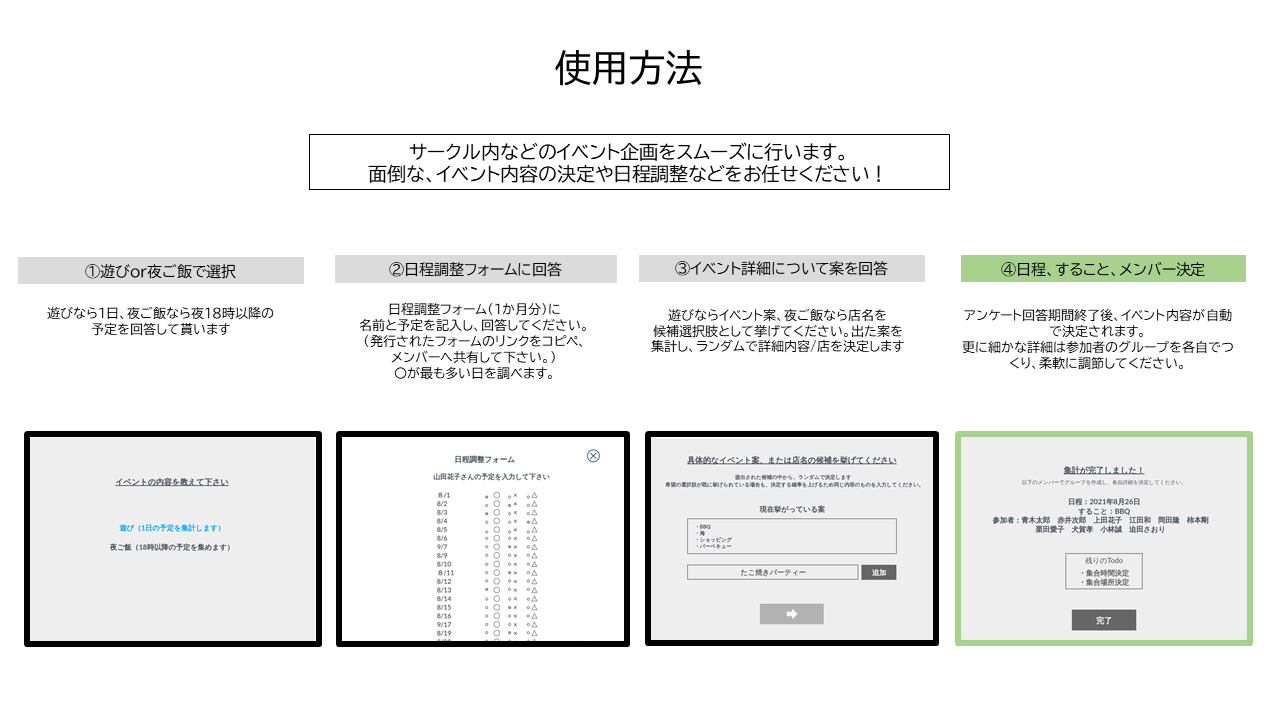 使用方法
サークル内などのイベント企画をスムーズに行います。
面倒な、イベント内容の決定や日程調整などをお任せください！
①遊びor夜ご飯で選択
遊びなら1日、夜ご飯なら夜18時以降の
予定を回答して貰います
②日程調整フォームに回答
日程調整フォーム（1か月分）に
名前と予定を記入し、回答してください。
（発行されたフォームのリンクをコピペ、
メンバーへ共有して下さい。）
〇が最も多い日を調べます。
③イベント詳細について案を回答
遊びならイベント案、夜ご飯なら店名を
候補選択肢として挙げてください。出た案を
集計し、ランダムで詳細内容/店を決定します
④日程、すること、メンバー決定
アンケート回答期間終了後、イベント内容が自動
で決定されます。
更に細かな詳細は参加者のグループを各自でつ
くり、柔軟に調節してください。
イベントの内容を教えて下さい
遊び（1日の予定を集計します）
夜ご飯（18時以降の予定を集めます）
日程調整フォーム
山田花子さんの予定を入力して下さい
8/1 ○ × △
8/2 ○ × △
8/3 ○ × △
8/4 ○ × △
8/5 ○ × △
8/6 ○ × △
9/7 ○ × △
8/9 ○ × △
8/10 ○ × △
8/11 ○ × △
8/12 ○ × △
8/13 ○ × △
8/14 ○ × △
8/15 ○ × △
8/16 ○ × △
9/17 ○ × △
8/19 ○ × △
具体的なイベント案、または店名の候補を挙げてください
提出された候補の中から、ランダムで決定します
希望の選択肢が既に挙げられている場合も、決定する確率を上げるため同じ内容のものを入力してください。
現在挙がっている案
・BBQ
・海
・ショッピング
・バーベキュー
たこ焼きパーティー
追加
集計が完了しました！
以下のメンバーでグループを作成し、各自詳細を決定してください。
日程：2021年8月26日
すること：BBQ
参加者：青木太郎 赤井次郎 上田花子 江田和 岡田隆 柿本剛
栗田愛子 犬賀孝 小林誠 迫田さおり
残りのTodo
・集合時間決定
・集合場所決定
完了